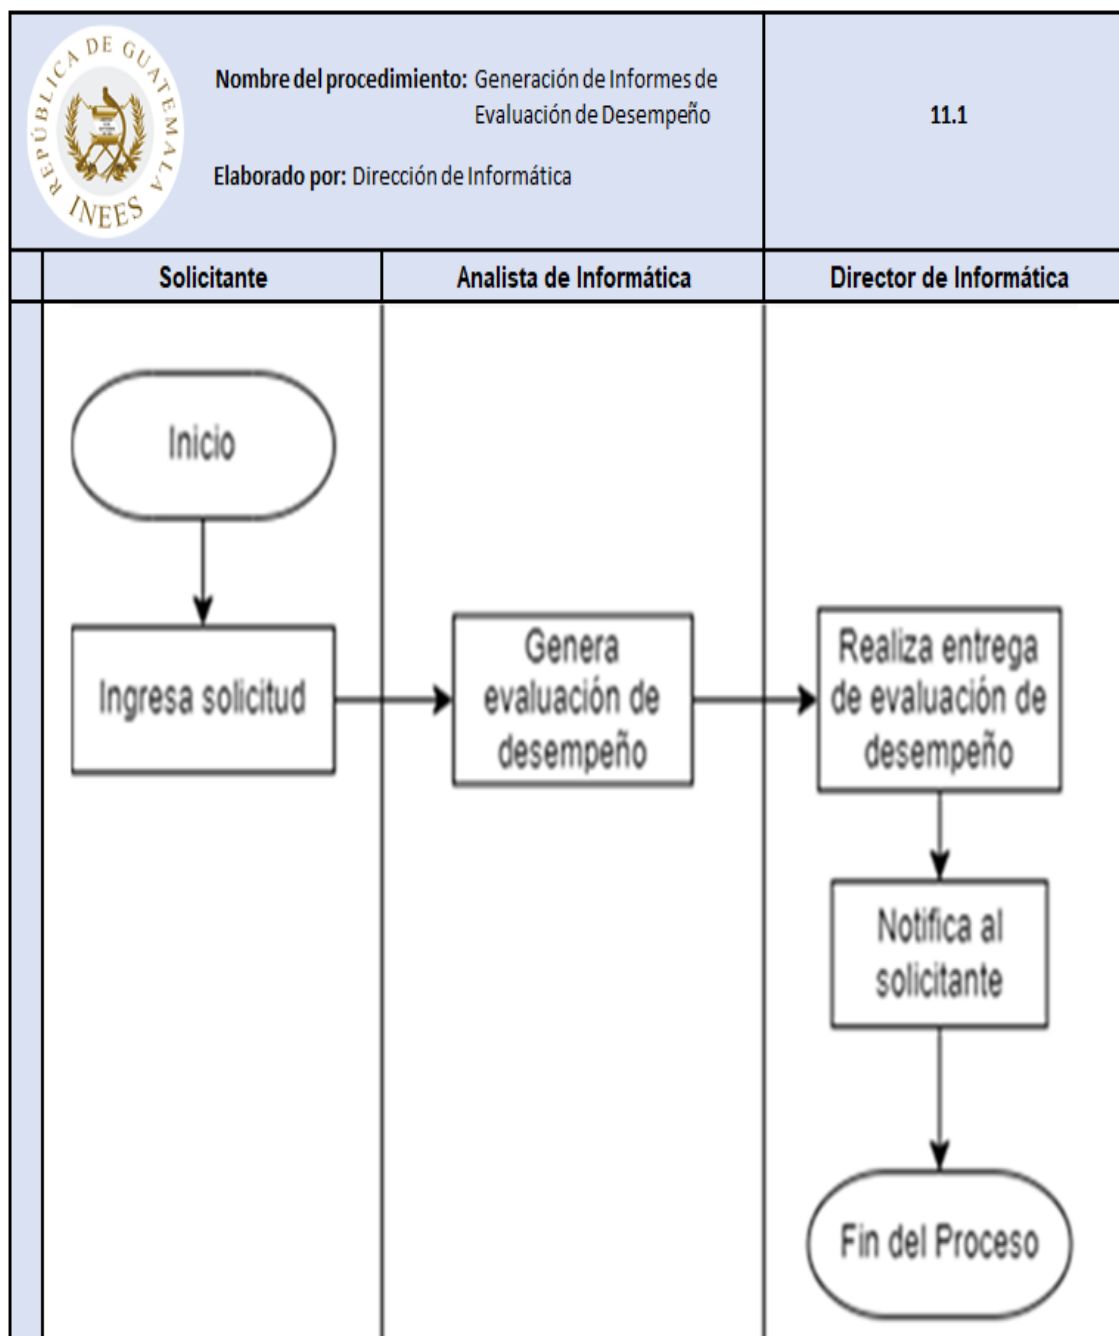 REPÚBLICA DE GUATEMALA
INEES
Nombre del procedimiento: Generación de Informes de
Evaluación de Desempeño
Elaborado por: Dirección de Informática
11.1
Solicitante
Analista de Informática
Director de Informática
Inicio
Ingresa solicitud
Genera
evaluación de
desempeño
Realiza entrega
de evaluación de
desempeño
Notifica al
solicitante
Fin del Proceso